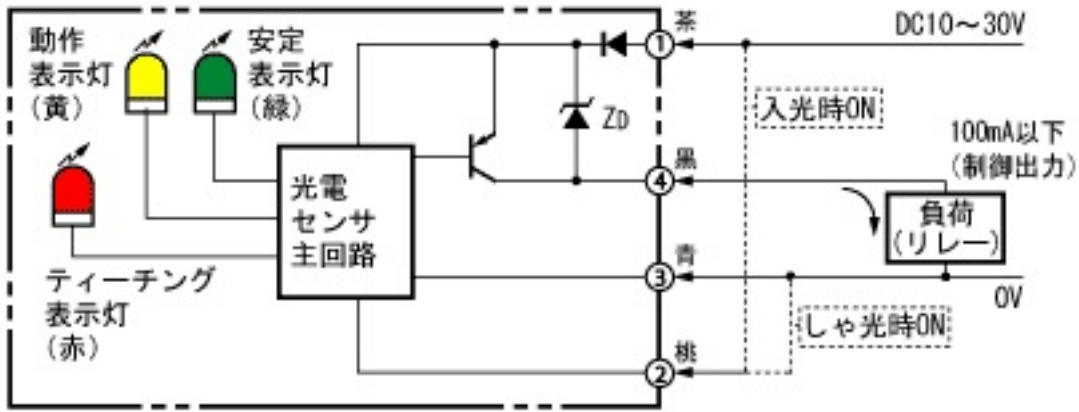 動作
表示灯
(黄)
安定
表示灯
(緑)
ティーチング
表示灯
(赤)
光電
センサ
主回路
ZD
① 茶
④ 黒
③ 青
② 桃
DC10～30V
入光時ON
100mA以下
(制御出力)
負荷
(リレー)
0V
しゃ光時ON